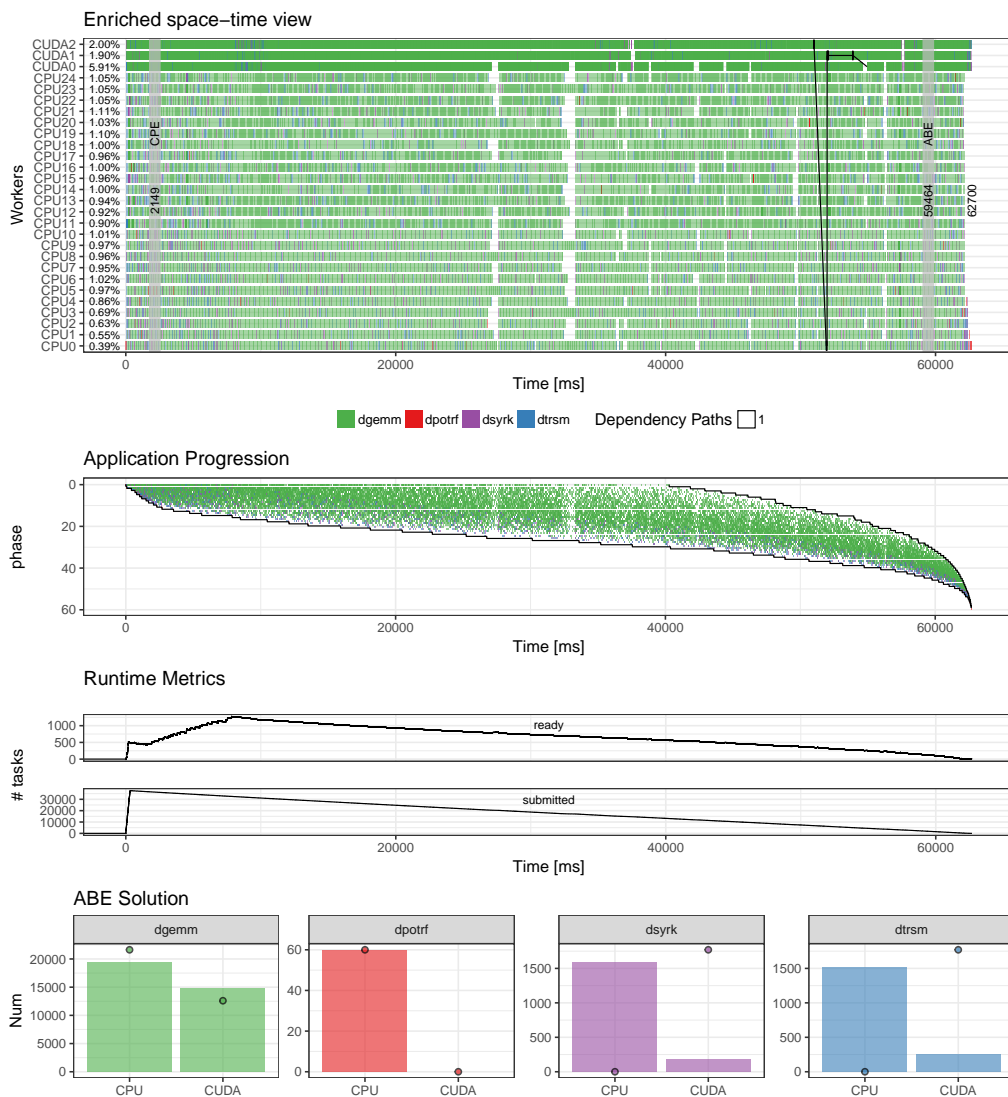 Enriched space−time view
CUDA2 2.00%
CUDA1 1.90%
CUDA0 5.91%
CPU24 1.05%
CPU23 1.05%
CPU22 1.05%
CPU21 1.11%
CPU20 1.03%
CPU19 1.10%
CPU18 1.00%
CPU17 0.96%
CPU16 1.00%
CPU15 0.96%
CPU14 1.00%
CPU13 0.94%
CPU12 0.92%
CPU11 0.90%
CPU10 1.01%
CPU9 0.97%
CPU8 0.96%
CPU7 0.95%
CPU6 1.02%
CPU5 0.97%
CPU4 0.86%
CPU3 0.69%
CPU2 0.63%
CPU1 0.55%
CPU0 0.39%
Workers
2149 CPE
59464 ABE
62700
0 20000 40000 60000
Time [ms]
dgemm dpotrf dsyrk dtrsm Dependency Paths 1
Application Progression
0
20
40
60
phase
0 20000 40000 60000
Time [ms]
Runtime Metrics
ready
1000
500
0
# tasks
submitted
30000
20000
10000
0
0 20000 40000 60000
Time [ms]
ABE Solution
dgemm dpotrf dsyrk dtrsm
Num
20000
15000
10000
5000
0
60
40
20
0
1500
1000
500
0
1500
1000
500
0
CPU CUDA CPU CUDA CPU CUDA CPU CUDA